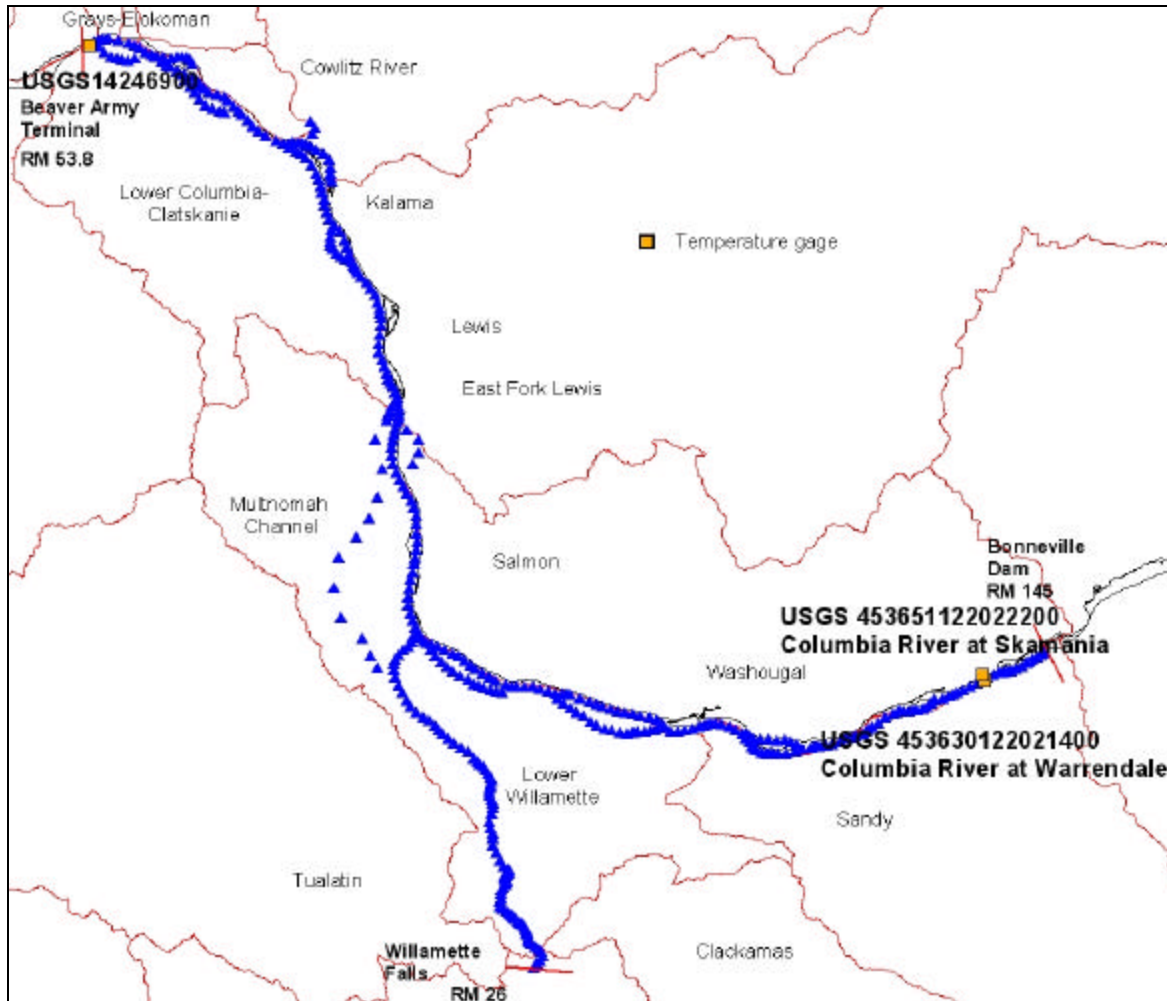 Grays-Elokoman
Cowlitz River
USGS14246900
Beaver Army
Terminal
RM 53.8
Lower Columbia-
Clatskanie
Kalama
Temperature gage
Lewis
East Fork Lewis
Multnomah
Channel
Salmon
Bonneville
Dam
RM 145
USGS 453651122022200
Columbia River at Skamania
Washougal
USGS 453630122021400
Columbia River at Warrendale
Lower
Willamette
Sandy
Tualatin
Willamette
Falls
RM 26
Clackamas